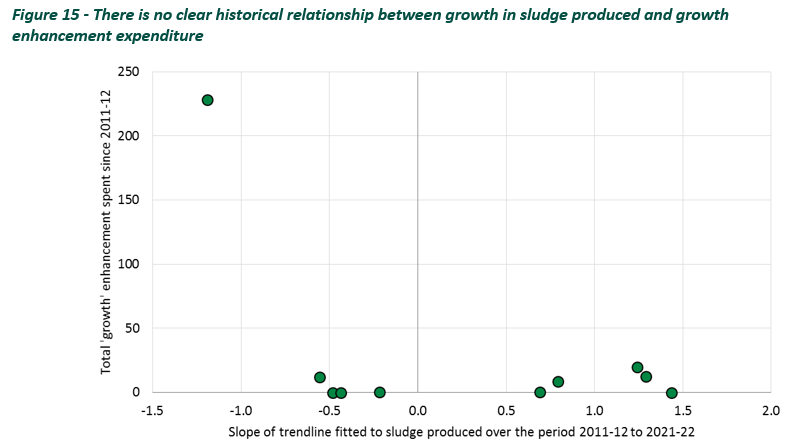 Figure 15 - There is no clear historical relationship between growth in sludge produced and growth
enhancement expenditure
Total 'growth' enhancement spent since 2011-12
250
200
150
100
50
0
-1.5 -1.0 -0.5 0.0 0.5 1.0 1.5 2.0
Slope of trendline fitted to sludge produced over the period 2011-12 to 2021-22